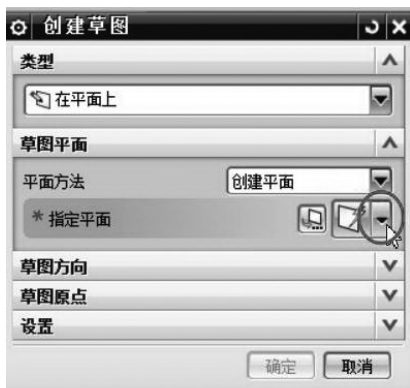 创建草图
类型
在平面上
草图平面
平面方法 创建平面
* 指定平面
草图方向
草图原点
设置
确定 取消